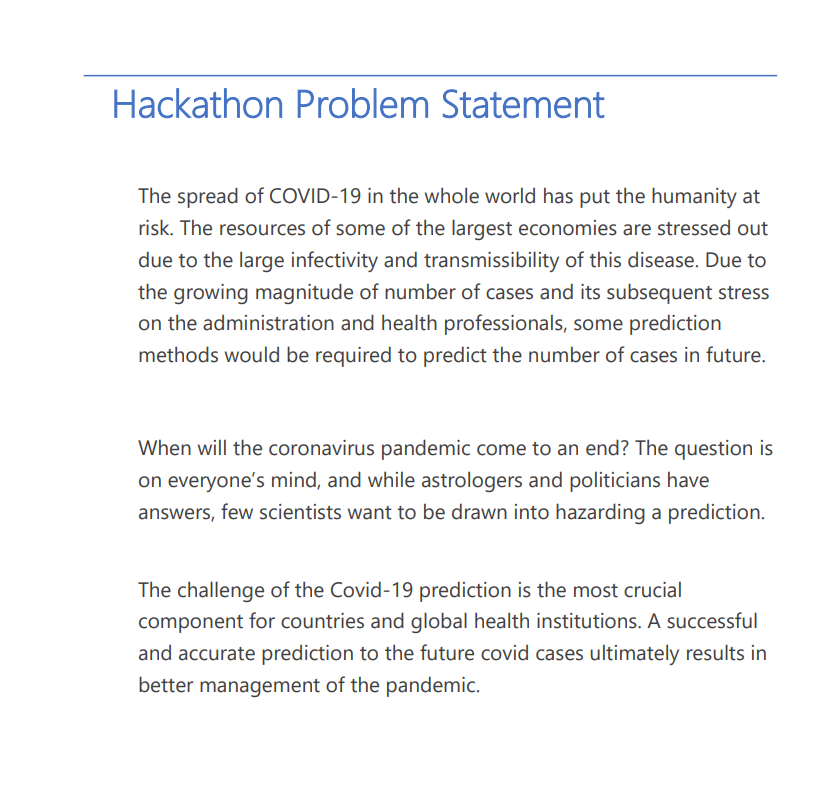 Hackathon Problem Statement
The spread of COVID-19 in the whole world has put the humanity at
risk. The resources of some of the largest economies are stressed out
due to the large infectivity and transmissibility of this disease. Due to
the growing magnitude of number of cases and its subsequent stress
on the administration and health professionals, some prediction
methods would be required to predict the number of cases in future.
When will the coronavirus pandemic come to an end? The question is
on everyone’s mind, and while astrologers and politicians have
answers, few scientists want to be drawn into hazarding a prediction.
The challenge of the Covid-19 prediction is the most crucial
component for countries and global health institutions. A successful
and accurate prediction to the future covid cases ultimately results in
better management of the pandemic.